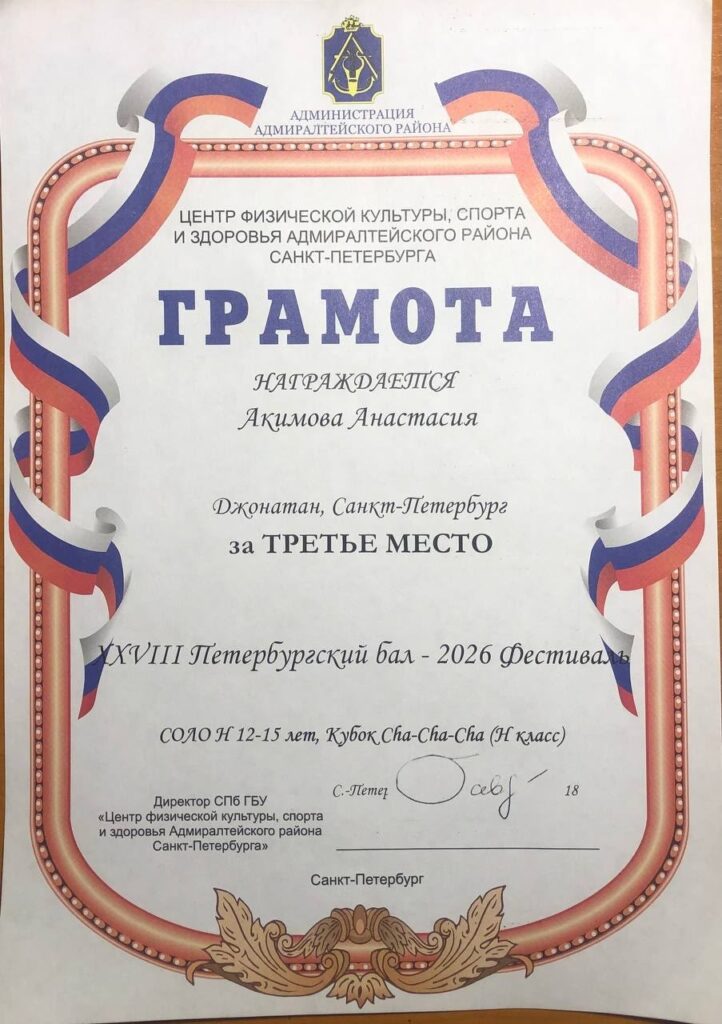 АДМИНИСТРАЦИЯ
АДМИРАЛТЕЙСКОГО РАЙОНА
ЦЕНТР ФИЗИЧЕСКОЙ КУЛЬТУРЫ, СПОРТА
И ЗДОРОВЬЯ АДМИРАЛТЕЙСКОГО РАЙОНА
САНКТ-ПЕТЕРБУРГА
ГРАМОТА
НАГРАЖДАЕТСЯ
Акимова Анастасия
Джонатан, Санкт-Петербург
за ТРЕТЬЕ МЕСТО
XXVIII Петербургский бал - 2026 Фестиваль
СОЛО Н 12-15 лет, Кубок Cha-Cha-Cha (Н класс)
С.-Петер 18
Директор СПб ГБУ
«Центр физической культуры, спорта
и здоровья Адмиралтейского района
Санкт-Петербурга»
Санкт-Петербург